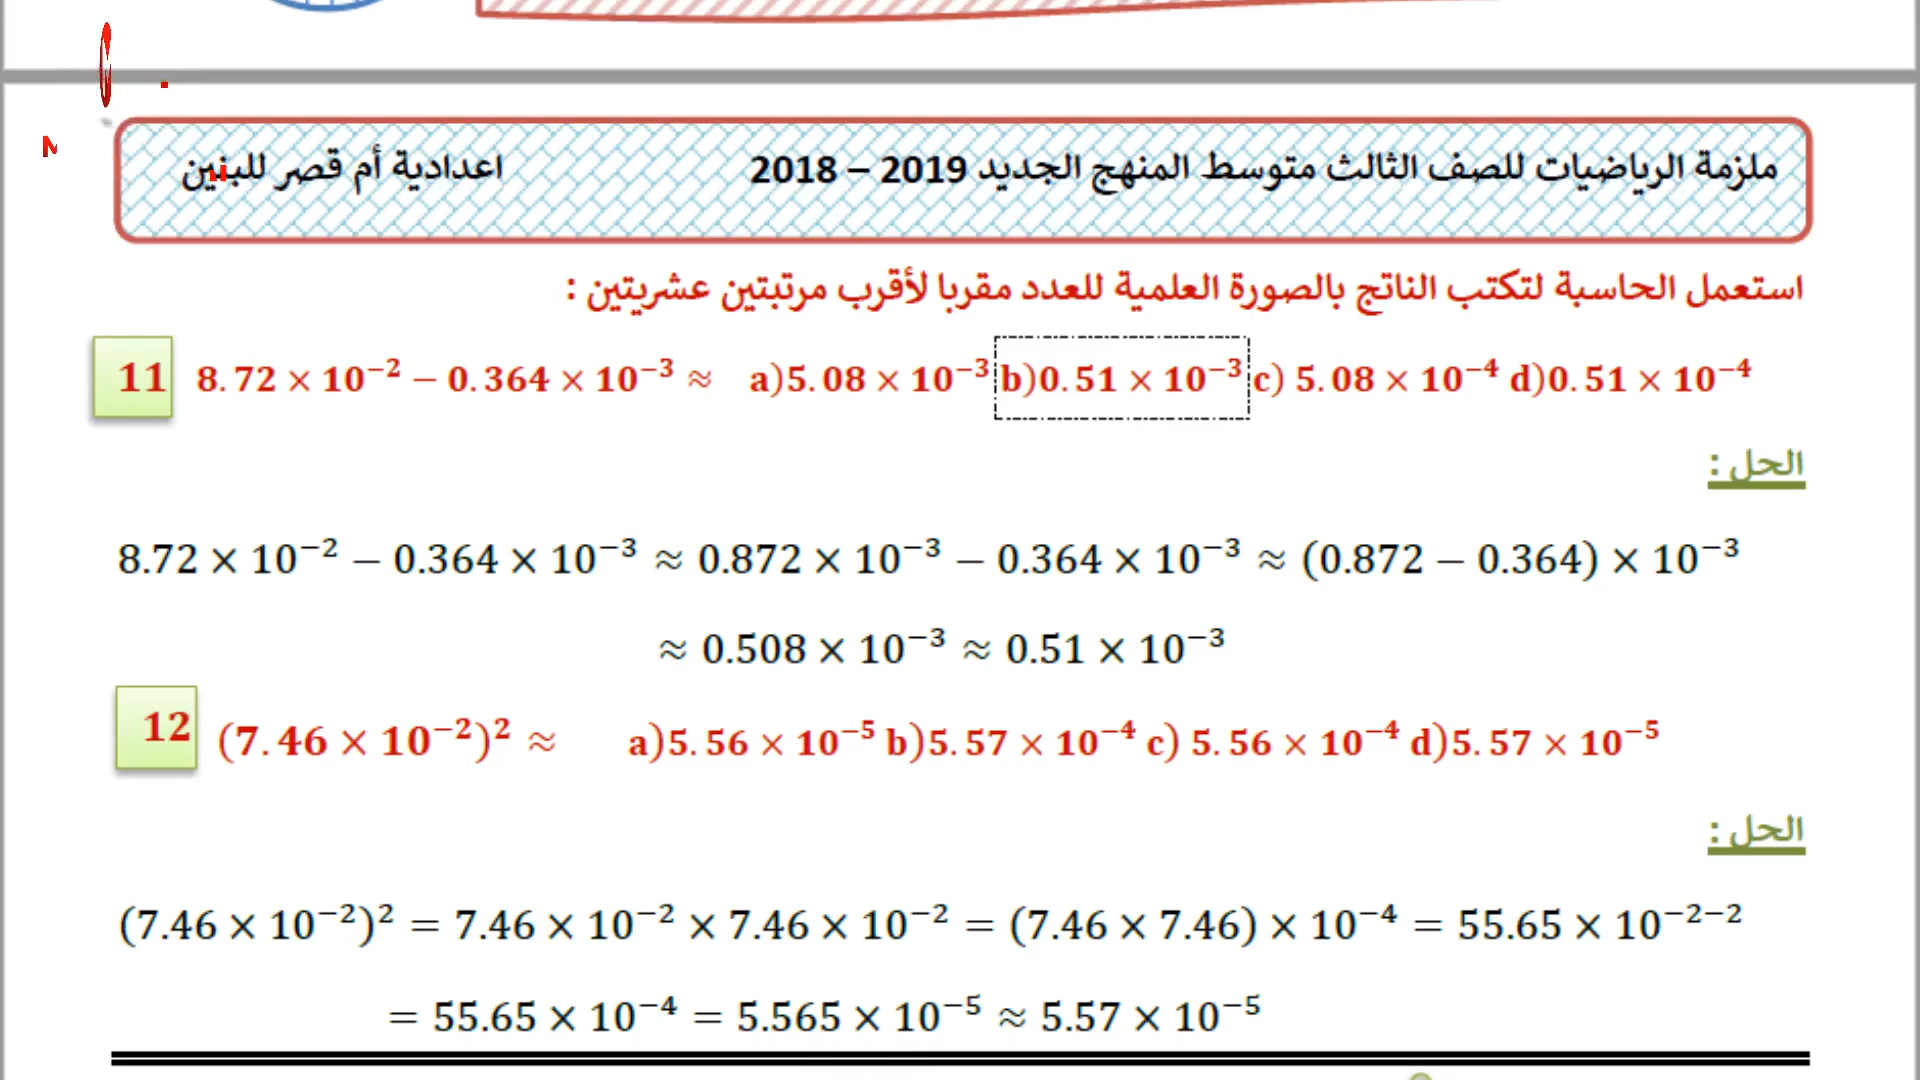 ملزمة الرياضيات للصف الثالث متوسط المنهج الجديد 2019 – 2018 اعدادية أم قصر للبنين
استعمل الحاسبة لتكتب الناتج بالصورة العلمية للعدد مقربا لأقرب مرتبتين عشريتين :
11 8.72 × 10⁻² − 0.364 × 10⁻³ ≈ a)5.08 × 10⁻³ b)0.51 × 10⁻³ c) 5.08 × 10⁻⁴ d)0.51 × 10⁻⁴
الحل :
8.72 × 10⁻² − 0.364 × 10⁻³ ≈ 0.872 × 10⁻³ − 0.364 × 10⁻³ ≈ (0.872 − 0.364) × 10⁻³
≈ 0.508 × 10⁻³ ≈ 0.51 × 10⁻³
12 (7.46 × 10⁻²)² ≈ a)5.56 × 10⁻⁵ b)5.57 × 10⁻⁴ c) 5.56 × 10⁻⁴ d)5.57 × 10⁻⁵
الحل :
(7.46 × 10⁻²)² = 7.46 × 10⁻² × 7.46 × 10⁻² = (7.46 × 7.46) × 10⁻⁴ = 55.65 × 10⁻²⁻²
= 55.65 × 10⁻⁴ = 5.565 × 10⁻⁵ ≈ 5.57 × 10⁻⁵